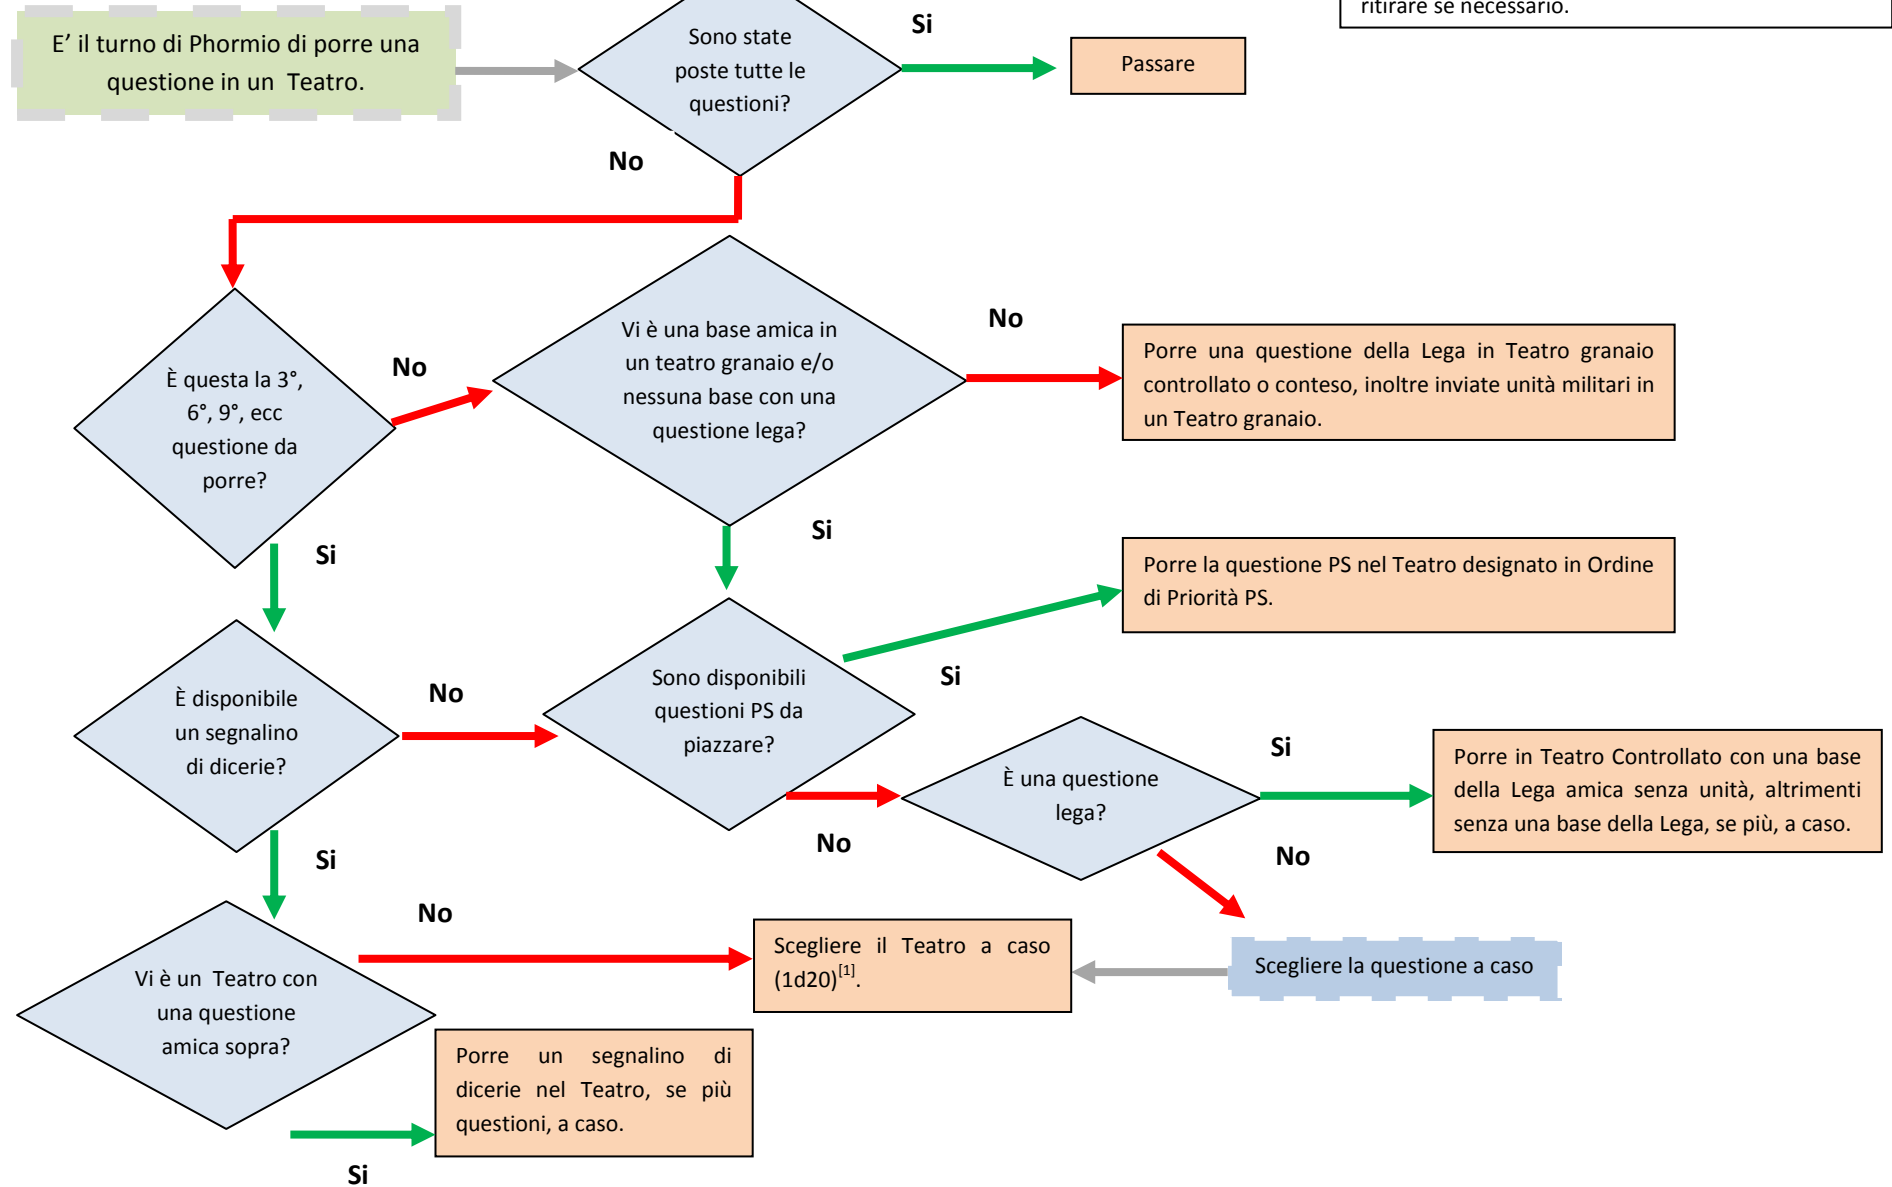 ritirare se necessario.
E’ il turno di Phormio di porre una
questione in un Teatro.
Sono state
poste tutte le
questioni?
Si
Passare
No
È questa la 3°,
6°, 9°, ecc
questione da
porre?
No
Vi è una base amica in
un teatro granaio e/o
nessuna base con una
questione lega?
No
Porre una questione della Lega in Teatro granaio
controllato o conteso, inoltre inviate unità militari in
un Teatro granaio.
Si
Si
Porre la questione PS nel Teatro designato in Ordine
di Priorità PS.
È disponibile
un segnalino
di dicerie?
No
Sono disponibili
questioni PS da
piazzare?
Si
No
È una questione
lega?
Si
Porre in Teatro Controllato con una base
della Lega amica senza unità, altrimenti
senza una base della Lega, se più, a caso.
No
Si
Vi è un Teatro con
una questione
amica sopra?
No
Scegliere il Teatro a caso
(1d20)[1].
Scegliere la questione a caso
Porre un segnalino di
dicerie nel Teatro, se più
questioni, a caso.
Si